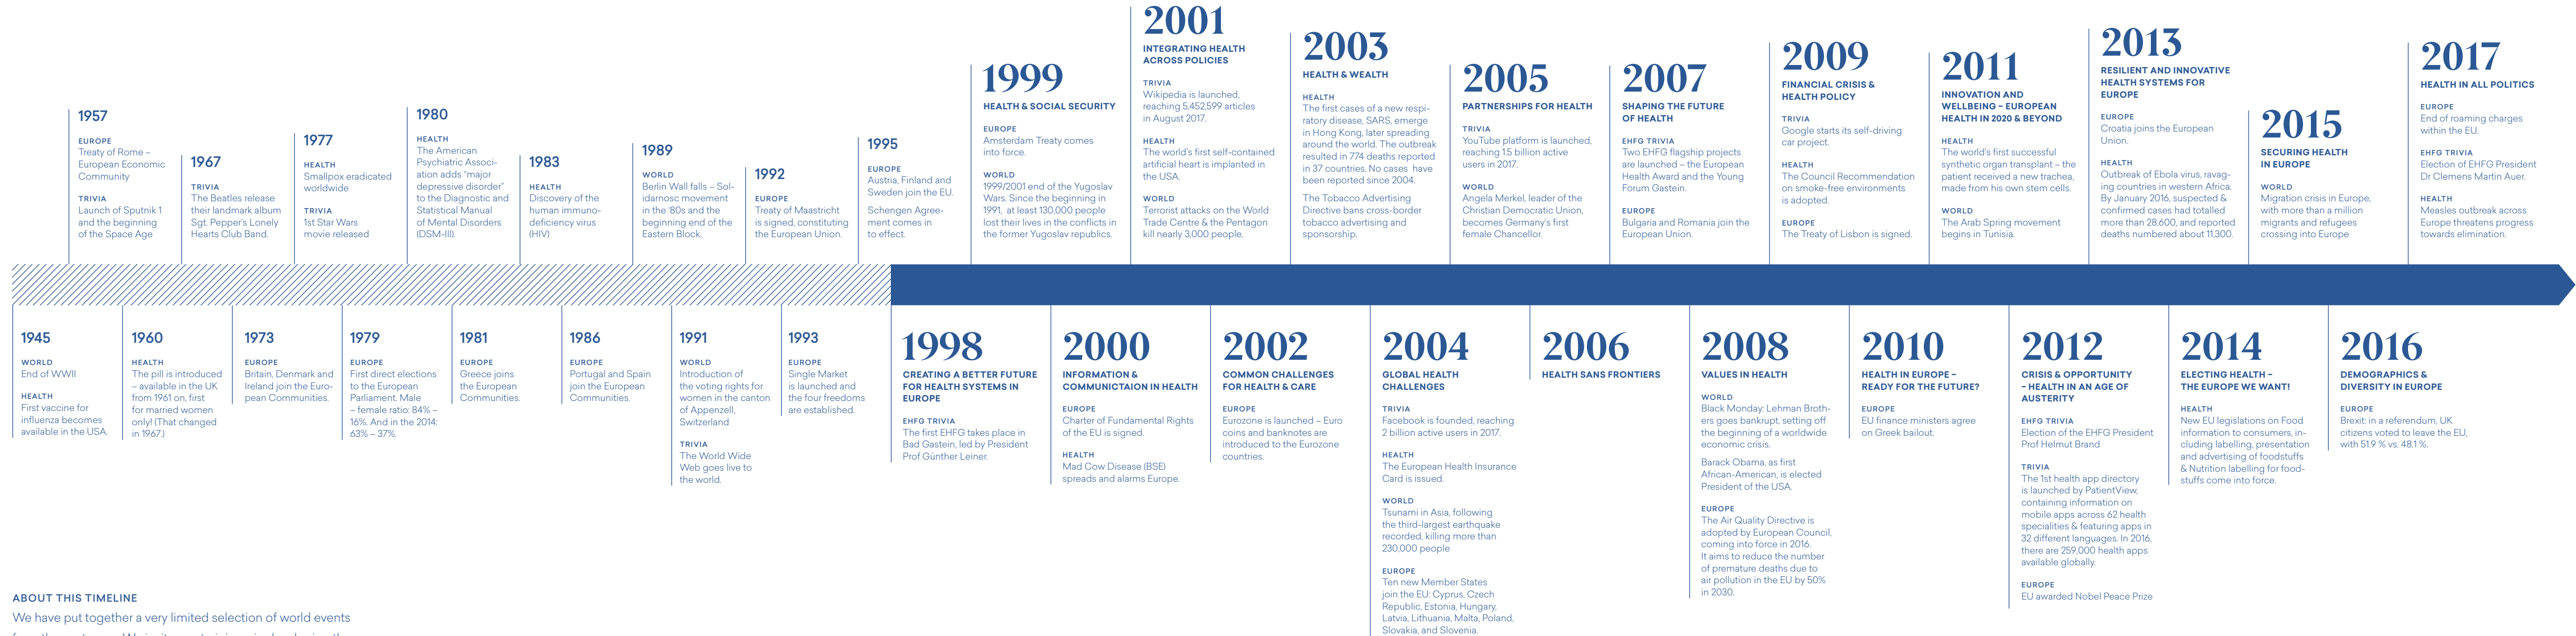 1957
EUROPE
Treaty of Rome –
European Economic
Community
TRIVIA
Launch of Sputnik 1
and the beginning
of the Space Age
1967
TRIVIA
The Beatles release
their landmark album
Sgt. Pepper's Lonely
Hearts Club Band.
1977
HEALTH
Smallpox eradicated
worldwide
TRIVIA
1st Star Wars
movie released
1980
HEALTH
The American
Psychiatric Associ-
ation adds "major
depressive disorder"
to the Diagnostic and
Statistical Manual
of Mental Disorders
(DSM-III).
1983
HEALTH
Discovery of the
human immuno-
deficiency virus
(HIV)
1989
WORLD
Berlin Wall falls – Sol-
idarnosc movement
in the '80s and the
beginning end of the
Eastern Block.
1992
EUROPE
Treaty of Maastricht
is signed, constituting
the European Union.
1995
EUROPE
Austria, Finland and
Sweden join the EU.
Schengen Agree-
ment comes in
to effect.
1999
HEALTH & SOCIAL SECURITY
EUROPE
Amsterdam Treaty comes
into force.
WORLD
1999/2001 end of the Yugoslav
Wars. Since the beginning in
1991, at least 130,000 people
lost their lives in the conflicts in
the former Yugoslav republics.
2001
INTEGRATING HEALTH
ACROSS POLICIES
TRIVIA
Wikipedia is launched,
reaching 5,452,599 articles
in August 2017.
HEALTH
The world's first self-contained
artificial heart is implanted in
the USA.
WORLD
Terrorist attacks on the World
Trade Centre & the Pentagon
kill nearly 3,000 people.
2003
HEALTH & WEALTH
HEALTH
The first cases of a new respi-
ratory disease, SARS, emerge
in Hong Kong, later spreading
around the world. The outbreak
resulted in 774 deaths reported
in 37 countries. No cases have
been reported since 2004.
The Tobacco Advertising
Directive bans cross-border
tobacco advertising and
sponsorship.
2005
PARTNERSHIPS FOR HEALTH
TRIVIA
YouTube platform is launched,
reaching 1.5 billion active
users in 2017.
WORLD
Angela Merkel, leader of the
Christian Democratic Union,
becomes Germany's first
female Chancellor.
2007
SHAPING THE FUTURE
OF HEALTH
EHFG TRIVIA
Two EHFG flagship projects
are launched – the European
Health Award and the Young
Forum Gastein.
EUROPE
Bulgaria and Romania join the
European Union.
2009
FINANCIAL CRISIS &
HEALTH POLICY
TRIVIA
Google starts its self-driving
car project.
HEALTH
The Council Recommendation
on smoke-free environments
is adopted.
EUROPE
The Treaty of Lisbon is signed.
2011
INNOVATION AND
WELLBEING – EUROPEAN
HEALTH IN 2020 & BEYOND
HEALTH
The world's first successful
synthetic organ transplant – the
patient received a new trachea,
made from his own stem cells.
WORLD
The Arab Spring movement
begins in Tunisia.
2013
RESILIENT AND INNOVATIVE
HEALTH SYSTEMS FOR
EUROPE
EUROPE
Croatia joins the European
Union.
HEALTH
Outbreak of Ebola virus, ravag-
ing countries in western Africa.
By January 2016, suspected &
confirmed cases had totalled
more than 28,600, and reported
deaths numbered about 11,300.
2015
SECURING HEALTH
IN EUROPE
WORLD
Migration crisis in Europe,
with more than a million
migrants and refugees
crossing into Europe
2017
HEALTH IN ALL POLITICS
EUROPE
End of roaming charges
within the EU.
EHFG TRIVIA
Election of EHFG President
Dr Clemens Martin Auer.
HEALTH
Measles outbreak across
Europe threatens progress
towards elimination.
1945
WORLD
End of WWII
HEALTH
First vaccine for
influenza becomes
available in the USA.
1960
HEALTH
The pill is introduced
– available in the UK
from 1961 on, first
for married women
only! (That changed
in 1967.)
1973
EUROPE
Britain, Denmark and
Ireland join the Euro-
pean Communities.
1979
EUROPE
First direct elections
to the European
Parliament. Male
– female ratio: 84% –
16%. And in the 2014:
63% – 37%.
1981
EUROPE
Greece joins
the European
Communities.
1986
EUROPE
Portugal and Spain
join the European
Communities.
1991
WORLD
Introduction of
the voting rights for
women in the canton
of Appenzell,
Switzerland
TRIVIA
The World Wide
Web goes live to
the world.
1993
EUROPE
Single Market
is launched and
the four freedoms
are established.
1998
CREATING A BETTER FUTURE
FOR HEALTH SYSTEMS IN
EUROPE
EHFG TRIVIA
The first EHFG takes place in
Bad Gastein, led by President
Prof Günther Leiner.
2000
INFORMATION &
COMMUNICTAION IN HEALTH
EUROPE
Charter of Fundamental Rights
of the EU is signed.
HEALTH
Mad Cow Disease (BSE)
spreads and alarms Europe.
2002
COMMON CHALLENGES
FOR HEALTH & CARE
EUROPE
Eurozone is launched – Euro
coins and banknotes are
introduced to the Eurozone
countries.
2004
GLOBAL HEALTH
CHALLENGES
TRIVIA
Facebook is founded, reaching
2 billion active users in 2017.
HEALTH
The European Health Insurance
Card is issued.
WORLD
Tsunami in Asia, following
the third-largest earthquake
recorded, killing more than
230,000 people
EUROPE
Ten new Member States
join the EU: Cyprus, Czech
Republic, Estonia, Hungary,
Latvia, Lithuania, Malta, Poland,
Slovakia, and Slovenia.
2006
HEALTH SANS FRONTIERS
2008
VALUES IN HEALTH
WORLD
Black Monday: Lehman Broth-
ers goes bankrupt, setting off
the beginning of a worldwide
economic crisis.
Barack Obama, as first
African-American, is elected
President of the USA.
EUROPE
The Air Quality Directive is
adopted by European Council,
coming into force in 2016.
It aims to reduce the number
of premature deaths due to
air pollution in the EU by 50%
in 2030.
2010
HEALTH IN EUROPE –
READY FOR THE FUTURE?
EUROPE
EU finance ministers agree
on Greek bailout.
2012
CRISIS & OPPORTUNITY
– HEALTH IN AN AGE OF
AUSTERITY
EHFG TRIVIA
Election of the EHFG President
Prof Helmut Brand
TRIVIA
The 1st health app directory
is launched by PatientView,
containing information on
mobile apps across 62 health
specialities & featuring apps in
32 different languages. In 2016,
there are 259,000 health apps
available globally.
EUROPE
EU awarded Nobel Peace Prize
2014
ELECTING HEALTH –
THE EUROPE WE WANT!
HEALTH
New EU legislations on Food
information to consumers, in-
cluding labelling, presentation
and advertising of foodstuffs
& Nutrition labelling for food-
stuffs come into force.
2016
DEMOGRAPHICS &
DIVERSITY IN EUROPE
EUROPE
Brexit: in a referendum, UK
citizens voted to leave the EU,
with 51.9 % vs. 48.1 %.
ABOUT THIS TIMELINE
We have put together a very limited selection of world events